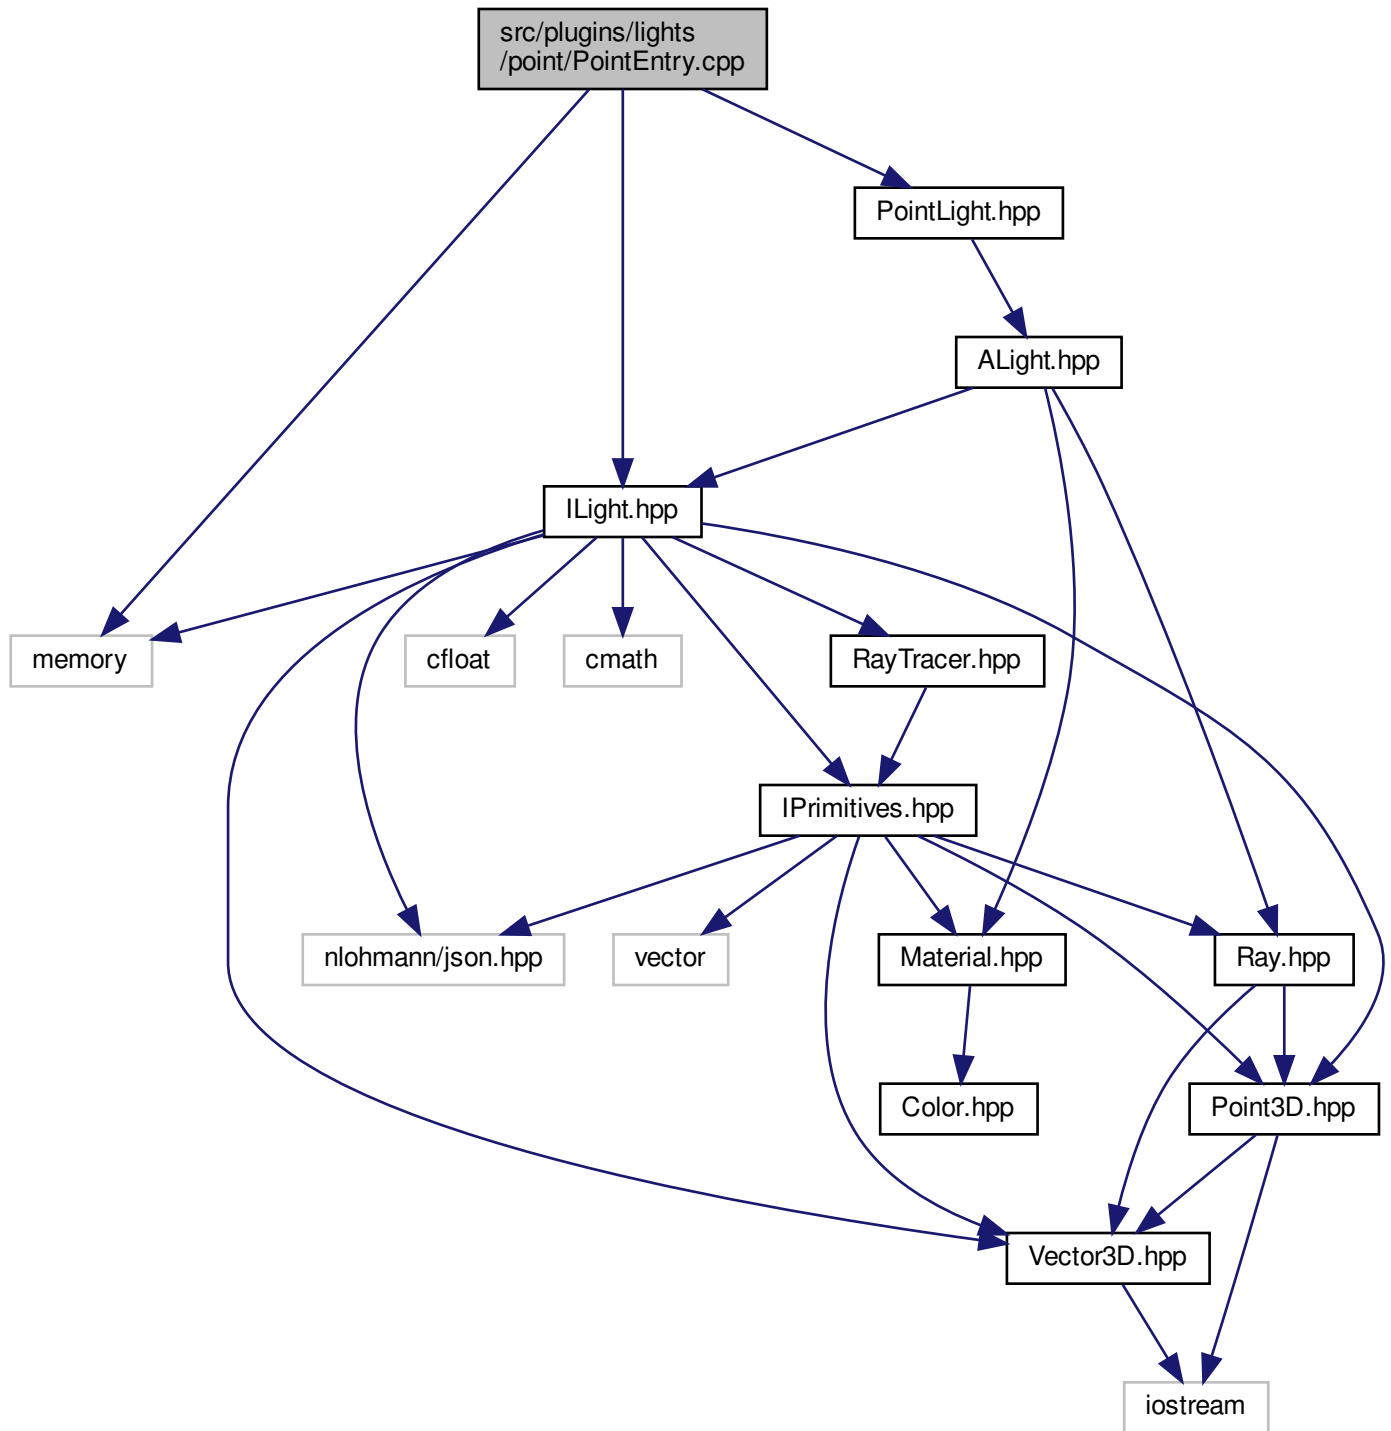 src/plugins/lights
/point/PointEntry.cpp
PointLight.hpp
ALight.hpp
ILight.hpp
memory
cfloat
cmath
RayTracer.hpp
IPrimitives.hpp
nlohmann/json.hpp
vector
Material.hpp
Ray.hpp
Color.hpp
Point3D.hpp
Vector3D.hpp
iostream